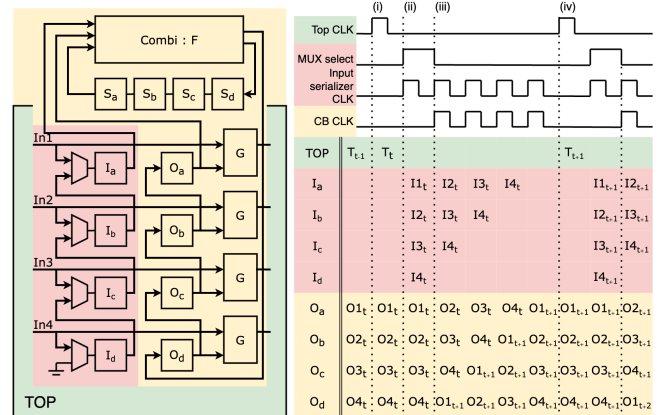 Combi : F
Sa Sb Sc Sd
In1
Ia
Oa
G
In2
Ib
Ob
G
In3
Ic
Oc
G
In4
Id
Od
G
TOP
(i) (ii) (iii) (iv)
Top CLK
MUX select
Input
serializer
CLK
CB CLK
TOP Tt-1 Tt Tt+1
Ia I1t I2t I3t I4t I1t+1 I2t+1
Ib I2t I3t I4t I2t+1 I3t+1
Ic I3t I4t I3t+1 I4t+1
Id I4t I4t+1
Oa O1t O1t O1t O2t O3t O4t O1t+1 O1t+1 O1t+1 O2t+1
Ob O2t O2t O2t O3t O4t O1t+1 O2t+1 O2t+1 O2t+1 O3t+1
Oc O3t O3t O3t O4t O1t+1 O2t+1 O3t+1 O3t+1 O3t+1 O4t+1
Od O4t O4t O4t O1t+1 O2t+1 O3t+1 O4t+1 O4t+1 O4t+1 O1t+2